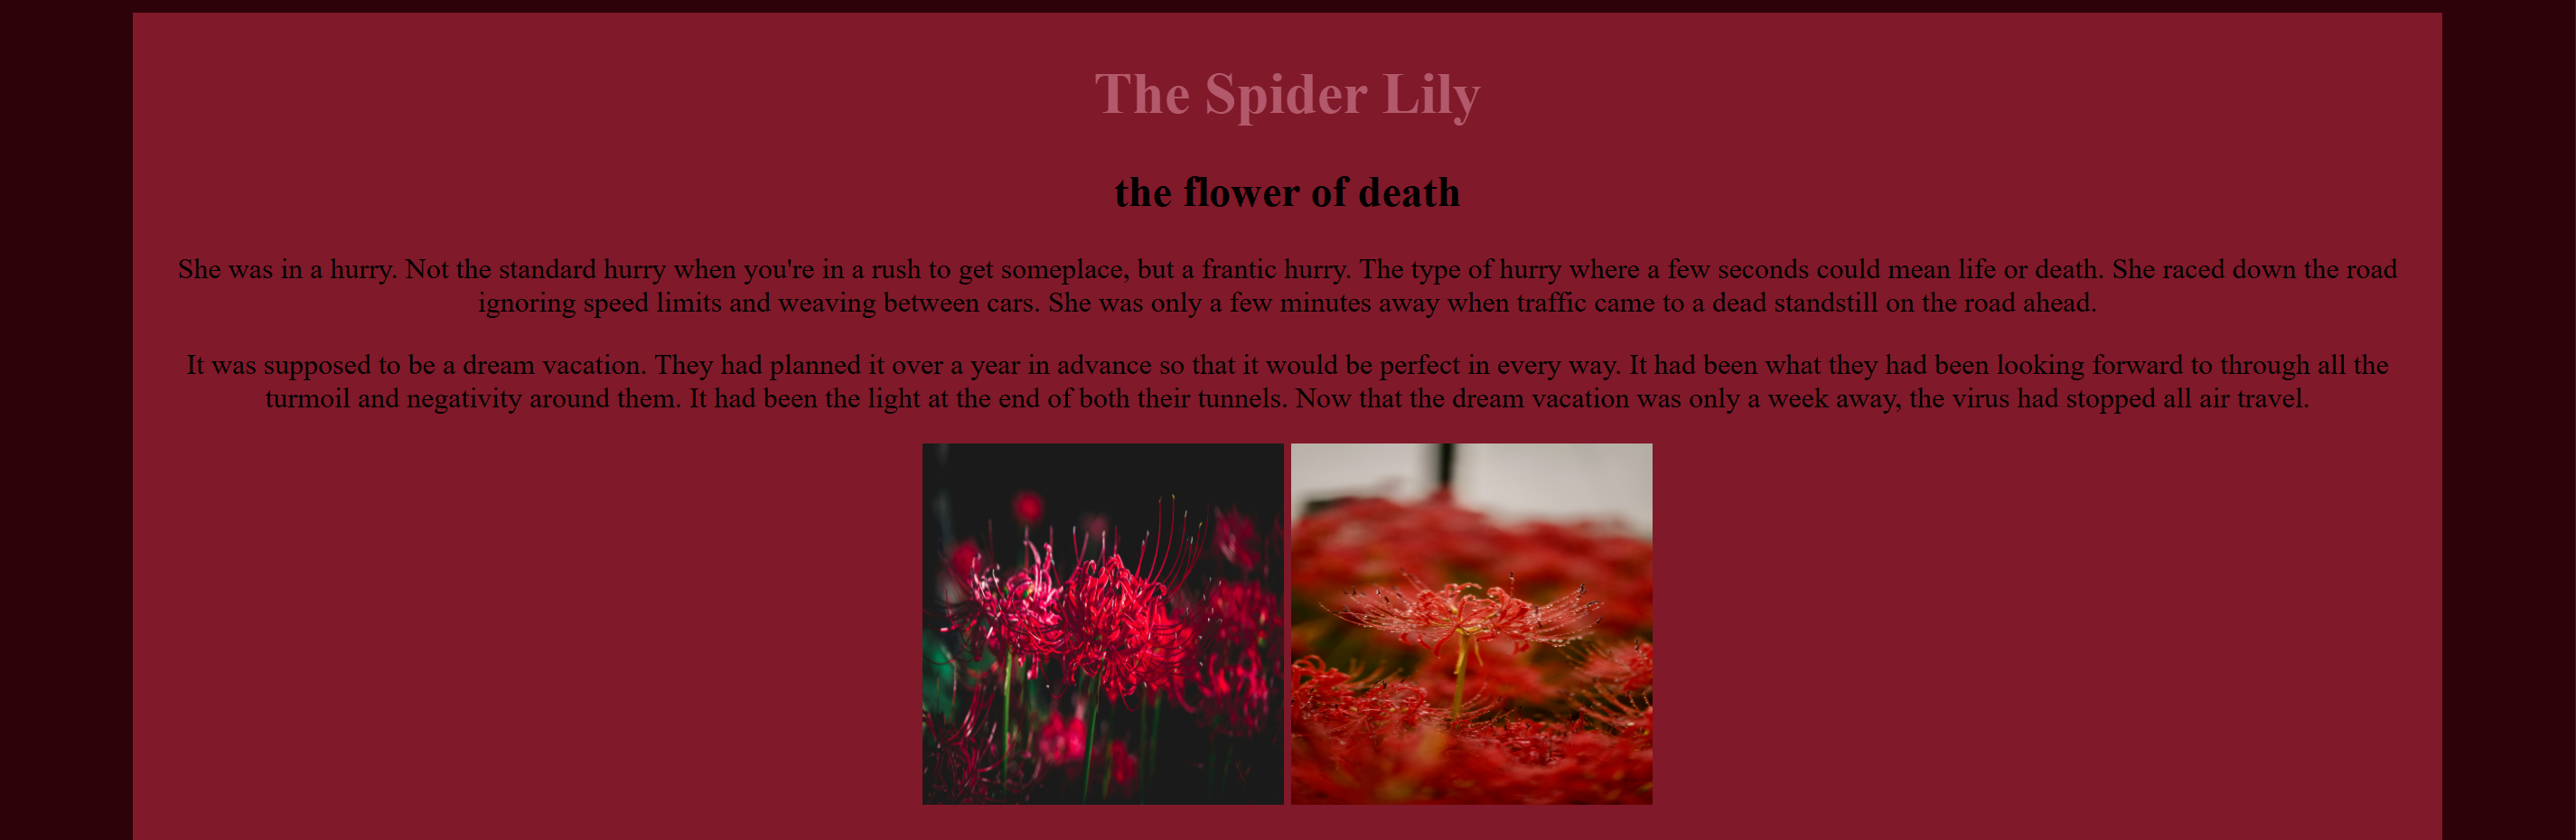 The Spider Lily
the flower of death
She was in a hurry. Not the standard hurry when you're in a rush to get someplace, but a frantic hurry. The type of hurry where a few seconds could mean life or death. She raced down the road
ignoring speed limits and weaving between cars. She was only a few minutes away when traffic came to a dead standstill on the road ahead.
It was supposed to be a dream vacation. They had planned it over a year in advance so that it would be perfect in every way. It had been what they had been looking forward to through all the
turmoil and negativity around them. It had been the light at the end of both their tunnels. Now that the dream vacation was only a week away, the virus had stopped all air travel.